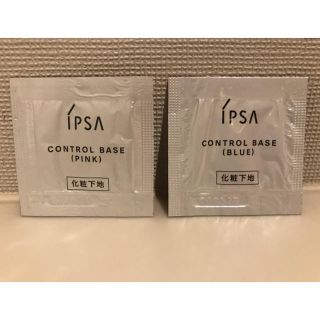 IPSA
CONTROL BASE
(PINK)
化粧下地
IPSA
CONTROL BASE
(BLUE)
化粧下地